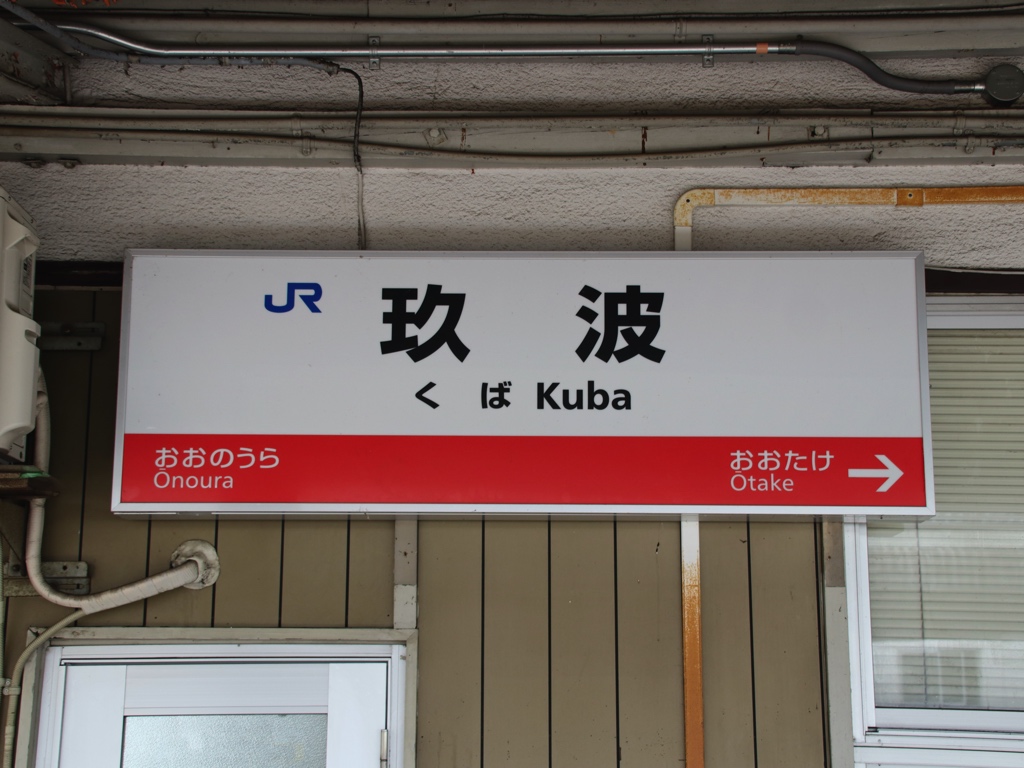 JR
玖波
くば Kuba
おおのうら
Ōnoura
おおたけ
Ōtake